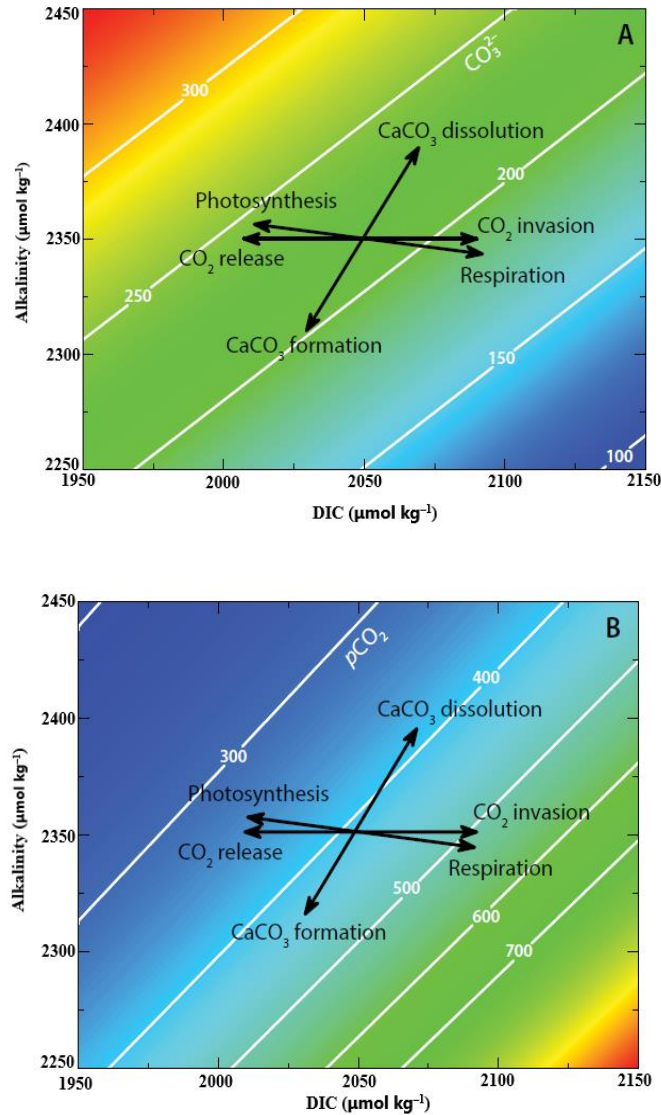 2450
A
CO₃²⁻
300
2400
CaCO₃ dissolution
200
Photosynthesis
CO₂ invasion
2350
CO₂ release
Respiration
250
2300
CaCO₃ formation
150
2250
100
1950 2000 2050 2100 2150
Alkalinity (µmol kg⁻¹)
DIC (µmol kg⁻¹)
2450
B
pCO₂
400
2400
CaCO₃ dissolution
300
Photosynthesis
CO₂ invasion
2350
CO₂ release
Respiration
500
CaCO₃ formation
600
2300
700
2250
1950 2000 2050 2100 2150
Alkalinity (µmol kg⁻¹)
DIC (µmol kg⁻¹)